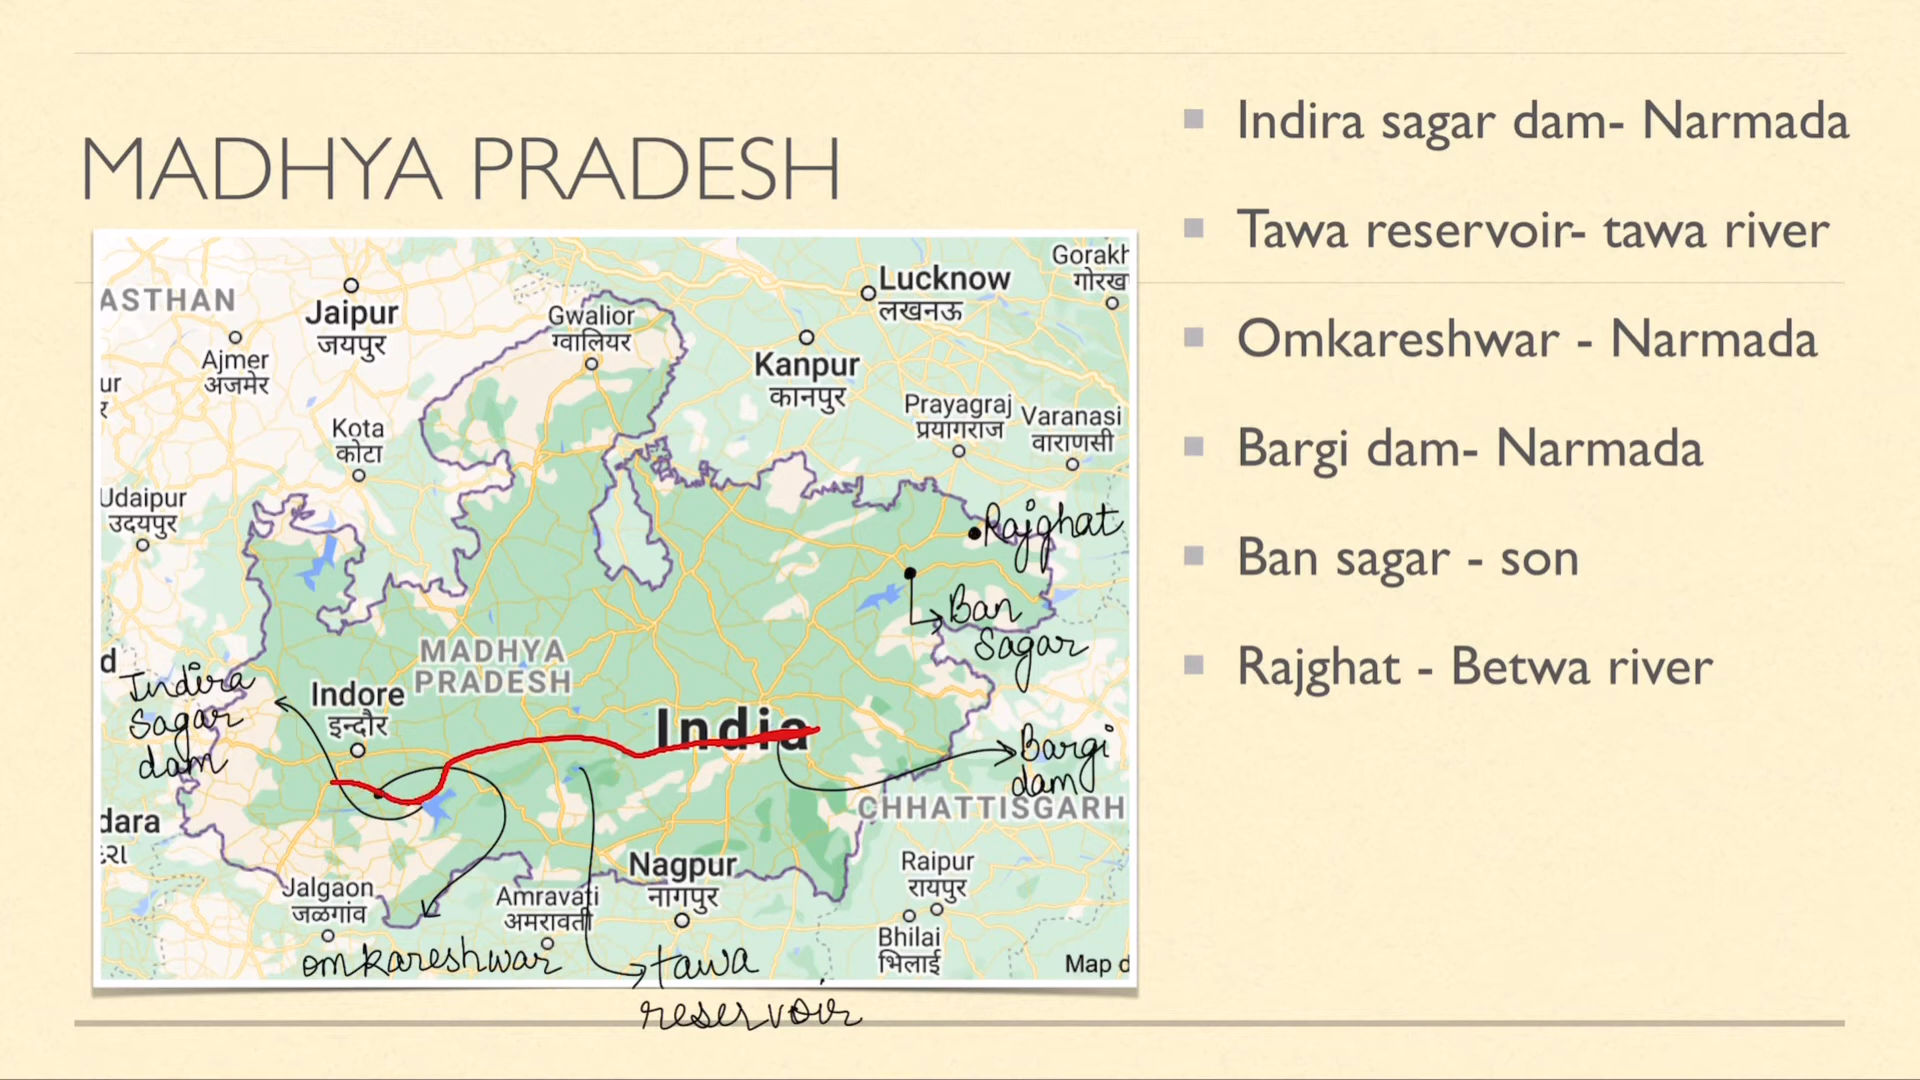 MADHYA PRADESH
Indira sagar dam- Narmada
Tawa reservoir- tawa river
Omkareshwar - Narmada
Bargi dam- Narmada
Ban sagar - son
Rajghat - Betwa river
ASTHAN
Jaipur
जयपुर
Ajmer
अजमेर
ur
र
Gwalior
ग्वालियर
Lucknow
लखनऊ
Gorakh
गोरख
Kanpur
कानपुर
Kota
कोटा
Prayagraj
प्रयागराज
Varanasi
वाराणसी
Udaipur
उदयपुर
Rajghat
Ban
Sagar
MADHYA
PRADESH
d
Indira
Sagar
dam
Indore
इन्दौर
India
Bargi
dam
CHHATTISGARH
dara
Jalgaon
जळगांव
Amravati
अमरावती
Nagpur
नागपुर
Raipur
रायपुर
Bhilai
भिलाई
Map d
omkareshwar
tawa
reservoir